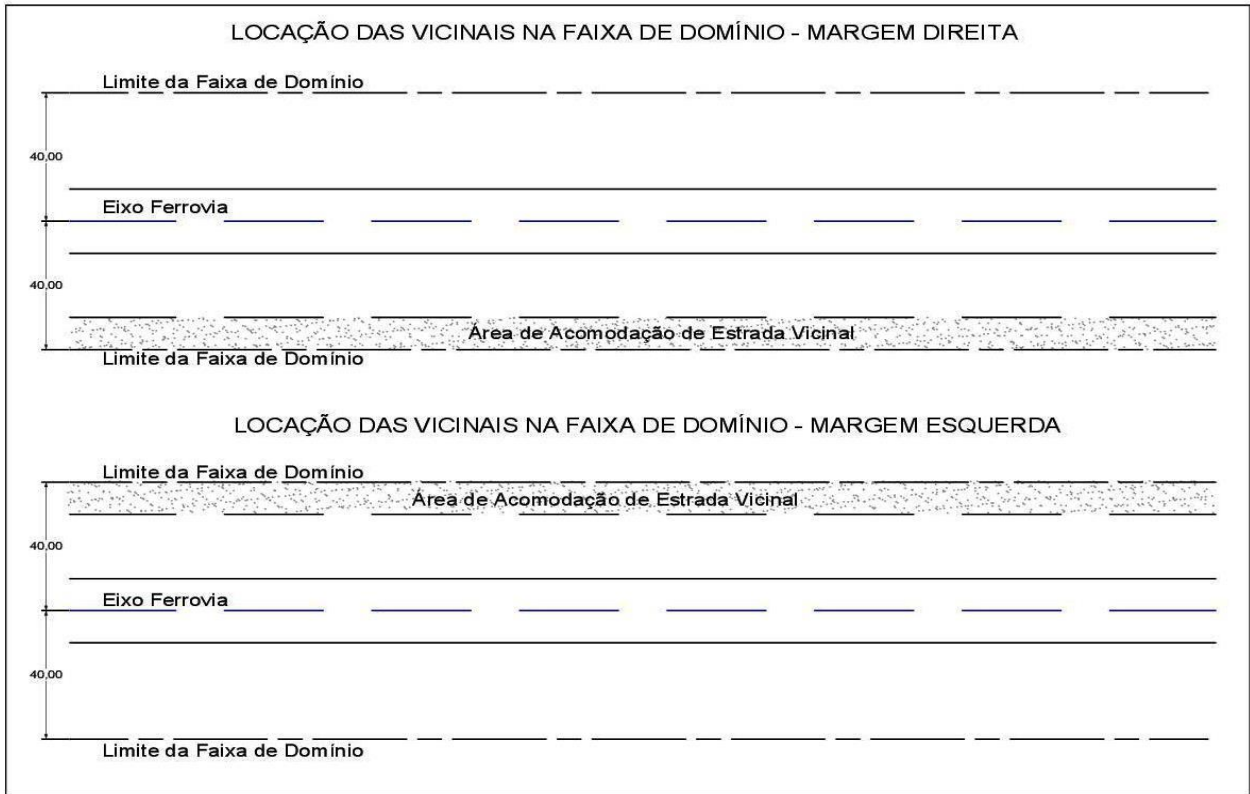 LOCAÇÃO DAS VICINAIS NA FAIXA DE DOMÍNIO - MARGEM DIREITA
Limite da Faixa de Domínio
40,00
Eixo Ferrovia
40,00
Área de Acomodação de Estrada Vicinal
Limite da Faixa de Domínio
LOCAÇÃO DAS VICINAIS NA FAIXA DE DOMÍNIO - MARGEM ESQUERDA
Limite da Faixa de Domínio
Área de Acomodação de Estrada Vicinal
40,00
Eixo Ferrovia
40,00
Limite da Faixa de Domínio